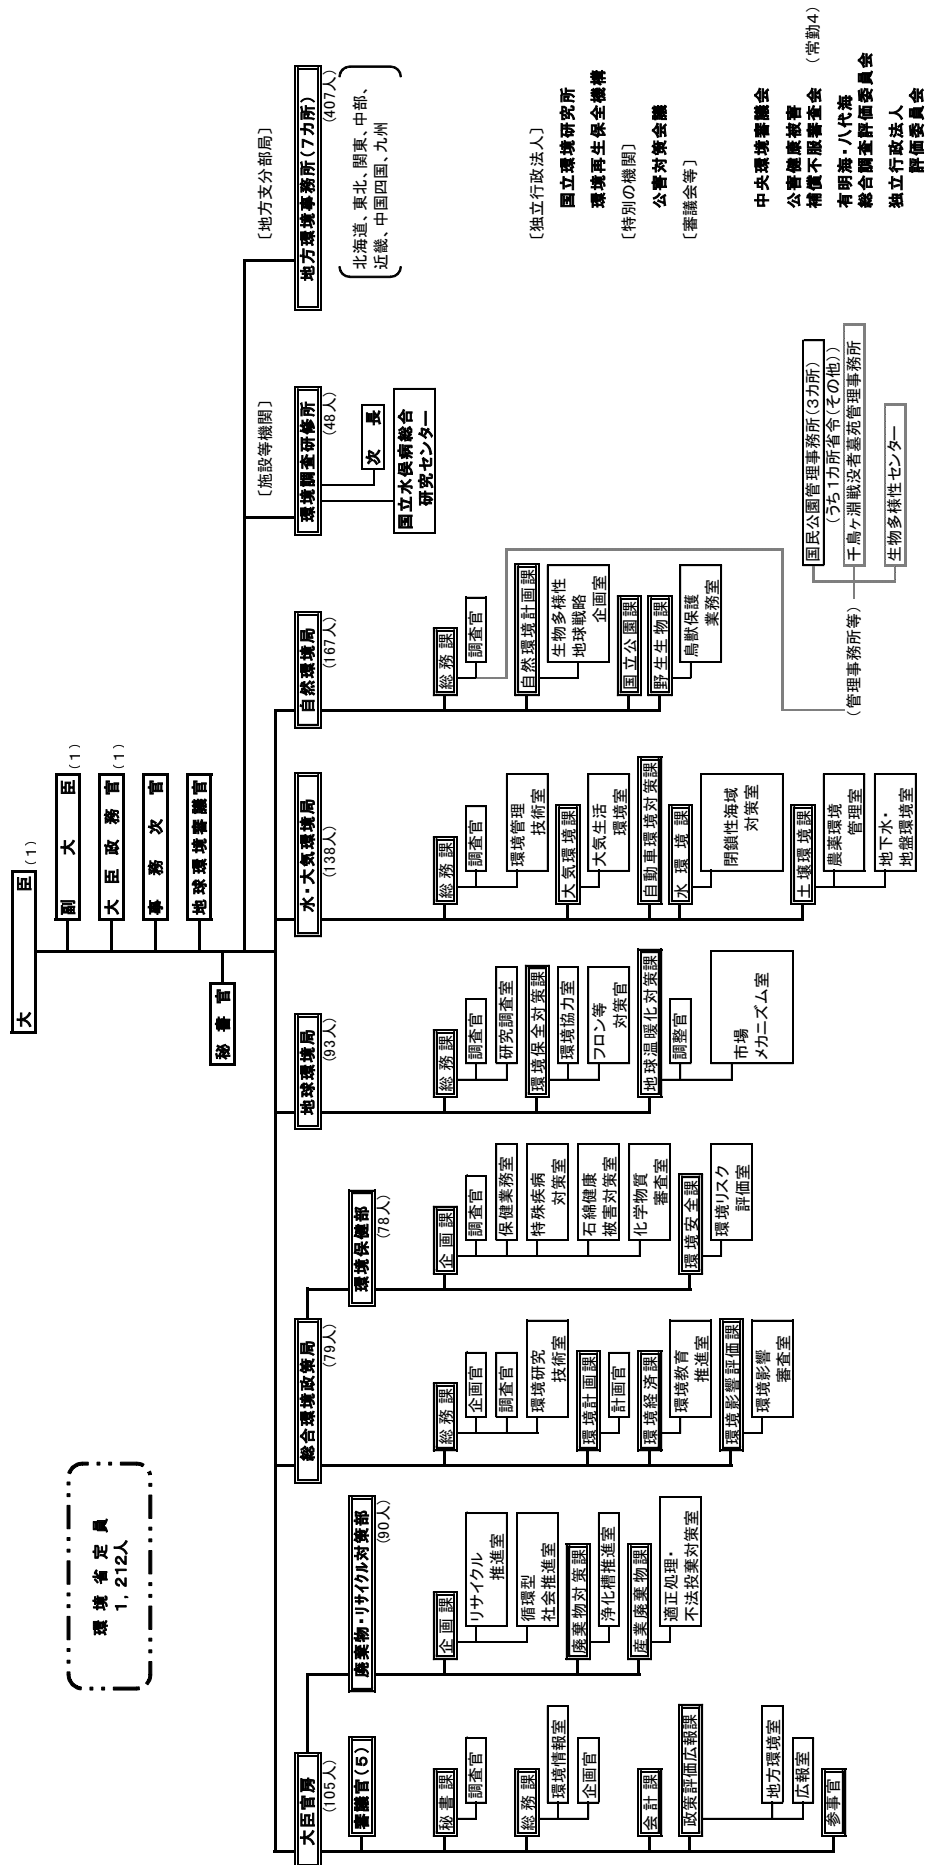 環境省定員
1,212人
大臣
(1)
副大臣
(1)
大臣政務官
(1)
事務次官
地球環境審議官
秘書官
大臣官房
(105人)
審議官(5)
秘書課
調査官
総務課
環境情報室
企画官
会計課
政策評価広報課
地方環境室
広報室
参事官
廃棄物・リサイクル対策部
(90人)
企画課
リサイクル
推進室
循環型
社会推進室
廃棄物対策課
浄化槽推進室
産業廃棄物課
適正処理・
不法投棄対策室
総合環境政策局
(79人)
総務課
企画官
調査官
環境研究
技術室
環境計画課
計画官
環境経済課
環境教育
推進室
環境影響評価課
環境影響
審査室
環境保健部
(78人)
企画課
調査官
保健業務室
特殊疾病
対策室
石綿健康
被害対策室
化学物質
審査室
環境安全課
環境リスク
評価室
地球環境局
(93人)
総務課
調査官
研究調査室
環境保全対策課
環境協力室
フロン等
対策官
地球温暖化対策課
調整官
市場
メカニズム室
水・大気環境局
(138人)
総務課
調査官
環境管理
技術室
大気環境課
大気生活
環境室
自動車環境対策課
水環境課
閉鎖性海域
対策室
土壌環境課
農薬環境
管理室
地下水・
地盤環境室
自然環境局
(167人)
総務課
調査官
自然環境計画課
生物多様性
地球戦略
企画室
国立公園課
野生生物課
鳥獣保護
業務室
(管理事務所等)
国民公園管理事務所(3カ所)
(うち1カ所省令(その他))
千鳥ヶ淵戦没者墓苑管理事務所
生物多様性センター
[施設等機関]
環境調査研修所
(48人)
次長
国立水俣病総合
研究センター
[地方支分部局]
地方環境事務所(7カ所)
(407人)
北海道、東北、関東、中部、
近畿、中国四国、九州
[独立行政法人]
国立環境研究所
環境再生保全機構
[特別の機関]
公害対策会議
[審議会等]
中央環境審議会
公害健康被害
補償不服審査会 (常勤4)
有明海・八代海
総合調査評価委員会
独立行政法人
評価委員会